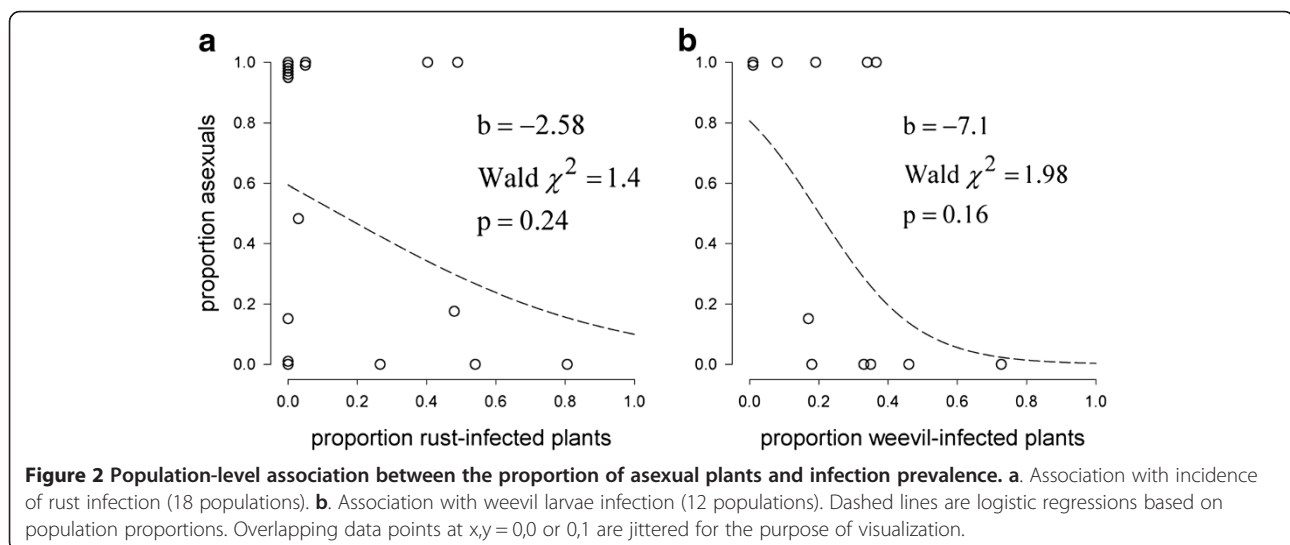 a
1.0
0.8
0.6
0.4
0.2
0.0
proportion asexuals
b = −2.58
Wald χ² = 1.4
p = 0.24
0.0 0.2 0.4 0.6 0.8 1.0
proportion rust-infected plants
b
1.0
0.8
0.6
0.4
0.2
0.0
b = −7.1
Wald χ² = 1.98
p = 0.16
0.0 0.2 0.4 0.6 0.8 1.0
proportion weevil-infected plants
Figure 2 Population-level association between the proportion of asexual plants and infection prevalence. a. Association with incidence
of rust infection (18 populations). b. Association with weevil larvae infection (12 populations). Dashed lines are logistic regressions based on
population proportions. Overlapping data points at x,y = 0,0 or 0,1 are jittered for the purpose of visualization.